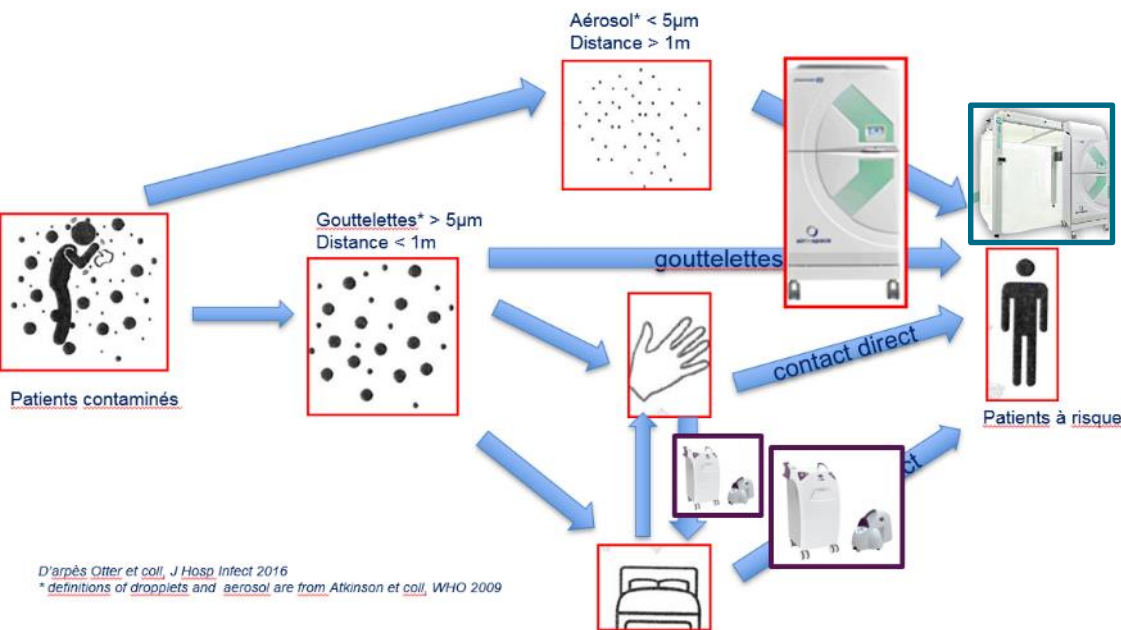 Aérosol* < 5µm
Distance > 1m
Gouttelettes* > 5µm
Distance < 1m
gouttelettes
contact direct
Patients contaminés
Patients à risque
D'arpès Otter et coll, J Hosp Infect 2016
* definitions of dropplets and aerosol are from Atkinson et coll, WHO 2009